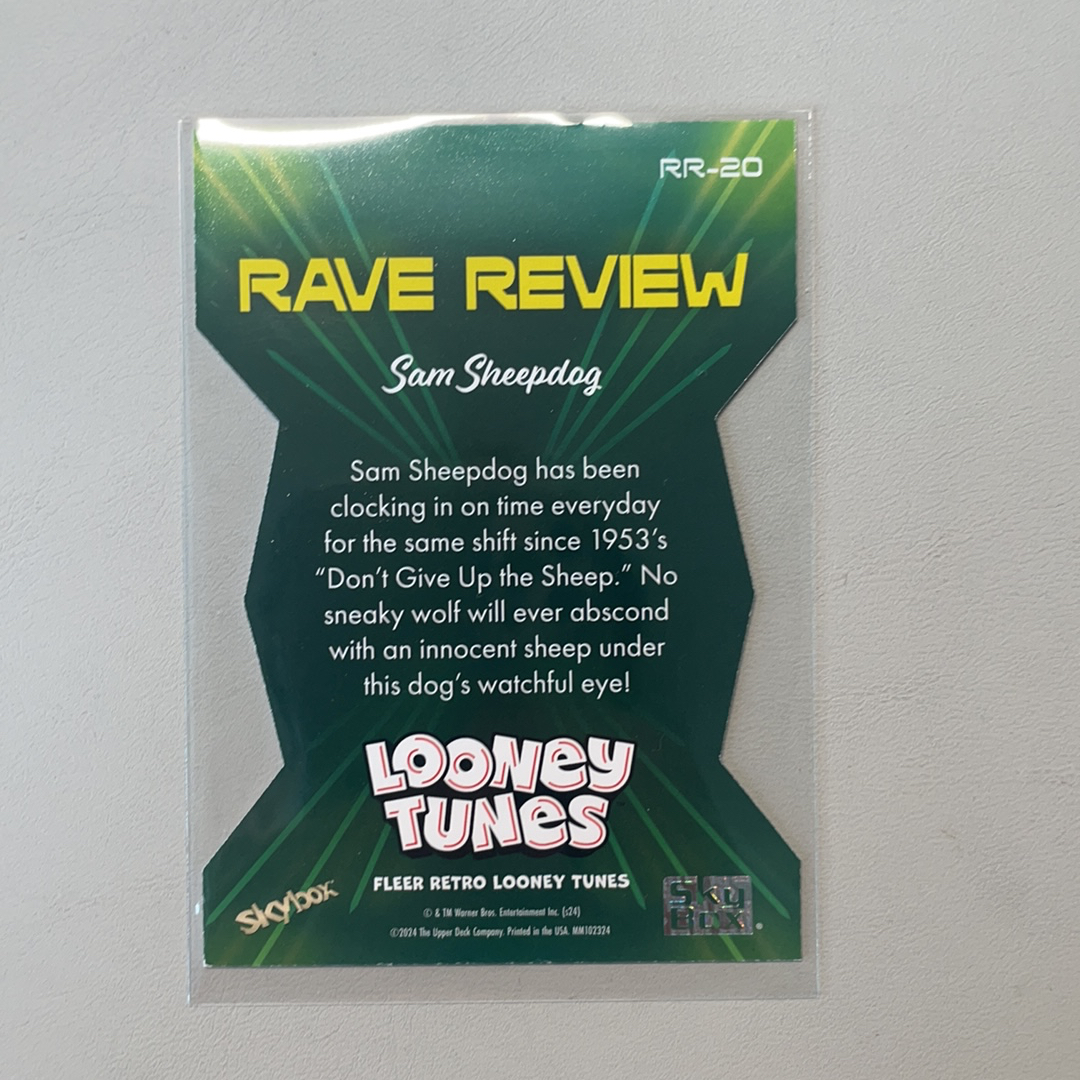 RR-20
RAVE REVIEW
Sam Sheepdog
Sam Sheepdog has been
clocking in on time everyday
for the same shift since 1953's
"Don't Give Up the Sheep." No
sneaky wolf will ever abscond
with an innocent sheep under
this dog's watchful eye!
LOONEY
TUNES
skybox
FLEER RETRO LOONEY TUNES
Sky
Box®
© & TM Warner Bros. Entertainment Inc. (s24)
©2024 The Upper Deck Company. Printed in the USA. MM102324